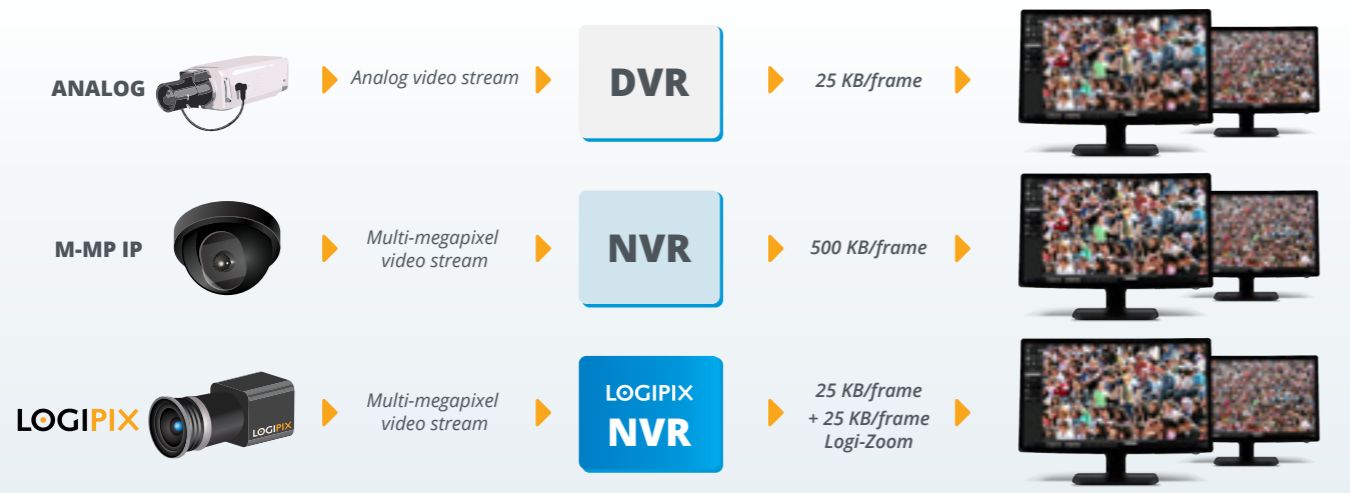 ANALOG
Analog video stream
DVR
25 KB/frame
M-MP IP
Multi-megapixel
video stream
NVR
500 KB/frame
LOGIPIX
LOGIPIX
Multi-megapixel
video stream
LOGIPIX
NVR
25 KB/frame
+ 25 KB/frame
Logi-Zoom